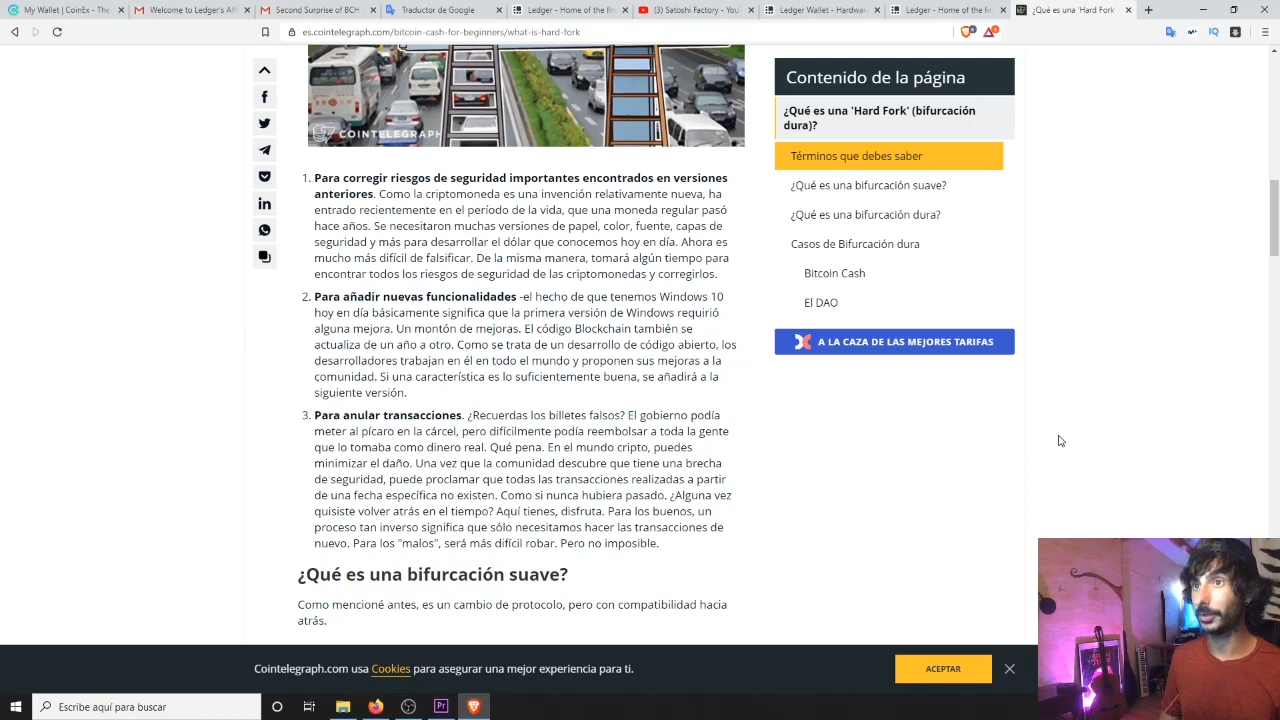 My Wallet | CoinEx - The
Welcome to Ledger's Aff
Second Surprise of BCH
Traductor de Google
Ledger - Home of the fir
(3) Satoshi Factory - YouT
Ledger Wallet - Hardwar
Ledger - Home of the fir
¿Qué es una 'Hard Fork'
es.cointelegraph.com/bitcoin-cash-for-beginners/what-is-hard-fork
COINTELEGRAPH
Contenido de la página
¿Qué es una 'Hard Fork' (bifurcación
dura)?
Términos que debes saber
¿Qué es una bifurcación suave?
¿Qué es una bifurcación dura?
Casos de Bifurcación dura
Bitcoin Cash
El DAO
A LA CAZA DE LAS MEJORES TARIFAS
1. Para corregir riesgos de seguridad importantes encontrados en versiones
anteriores. Como la criptomoneda es una invención relativamente nueva, ha
entrado recientemente en el período de la vida, que una moneda regular pasó
hace años. Se necesitaron muchas versiones de papel, color, fuente, capas de
seguridad y más para desarrollar el dólar que conocemos hoy en día. Ahora es
mucho más difícil de falsificar. De la misma manera, tomará algún tiempo para
encontrar todos los riesgos de seguridad de las criptomonedas y corregirlos.
2. Para añadir nuevas funcionalidades -el hecho de que tenemos Windows 10
hoy en día básicamente significa que la primera versión de Windows requirió
alguna mejora. Un montón de mejoras. El código Blockchain también se
actualiza de un año a otro. Como se trata de un desarrollo de código abierto, los
desarrolladores trabajan en él en todo el mundo y proponen sus mejoras a la
comunidad. Si una característica es lo suficientemente buena, se añadirá a la
siguiente versión.
3. Para anular transacciones. ¿Recuerdas los billetes falsos? El gobierno podía
meter al pícaro en la cárcel, pero difícilmente podía reembolsar a toda la gente
que lo tomaba como dinero real. Qué pena. En el mundo cripto, puedes
minimizar el daño. Una vez que la comunidad descubre que tiene una brecha
de seguridad, puede proclamar que todas las transacciones realizadas a partir
de una fecha específica no existen. Como si nunca hubiera pasado. ¿Alguna vez
quisiste volver atrás en el tiempo? Aquí tienes, disfruta. Para los buenos, un
proceso tan inverso significa que sólo necesitamos hacer las transacciones de
nuevo. Para los "malos", será más difícil robar. Pero no imposible.
¿Qué es una bifurcación suave?
Como mencioné antes, es un cambio de protocolo, pero con compatibilidad hacia
atrás.
Cointelegraph.com usa Cookies para asegurar una mejor experiencia para ti.
ACEPTAR
Escribe aquí para buscar